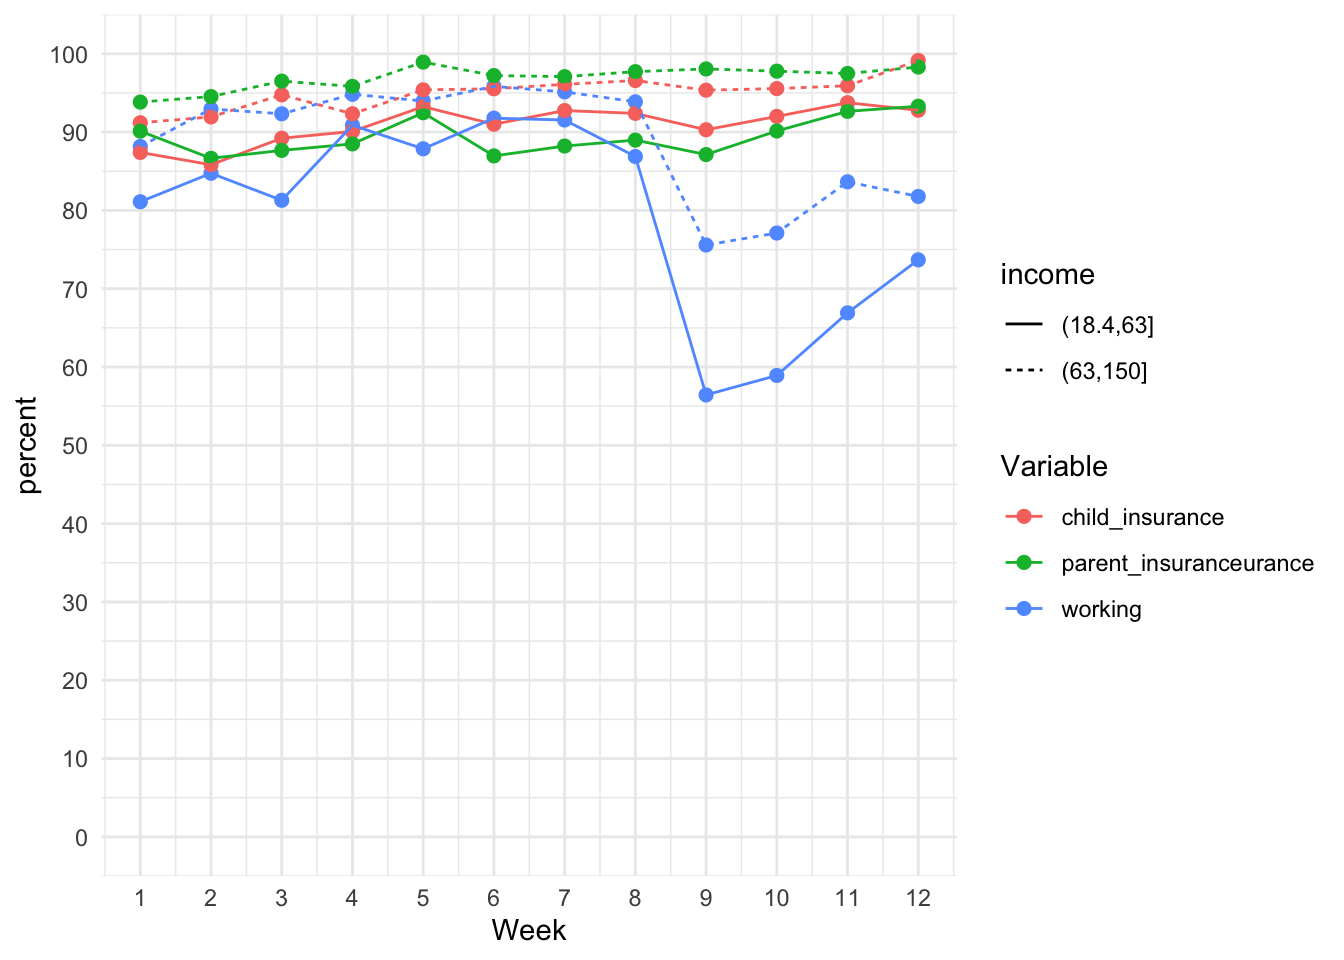 100
90
80
70
60
50
40
30
20
10
0
percent
1 2 3 4 5 6 7 8 9 10 11 12
Week
income
(18.4,63]
(63,150]
Variable
child_insurance
parent_insuranceurance
working